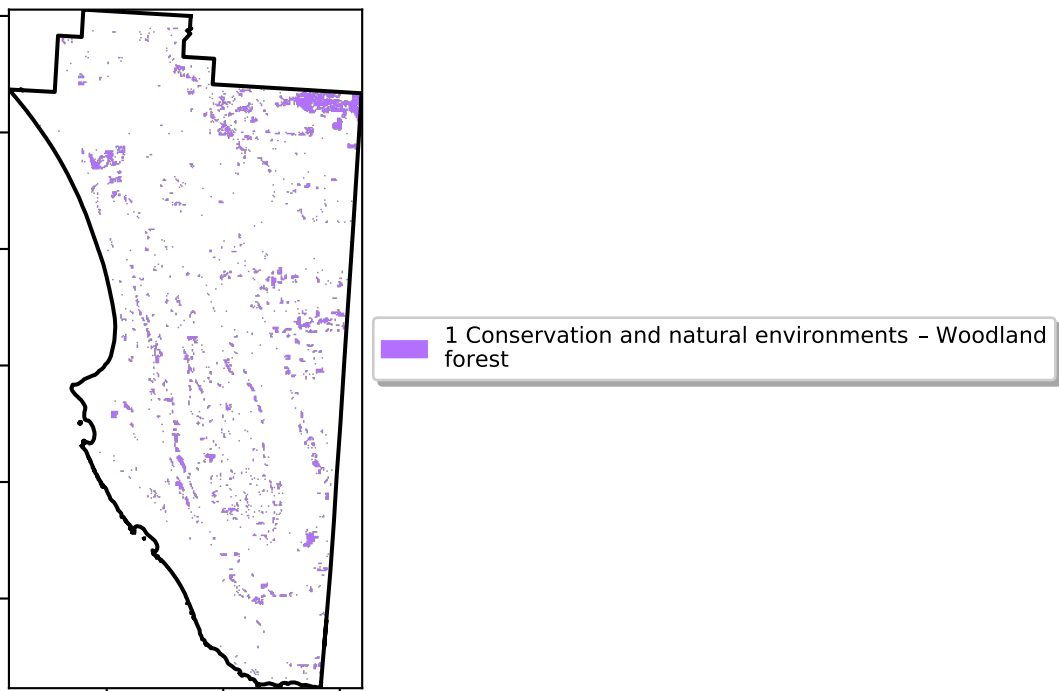 1 Conservation and natural environments – Woodland
forest